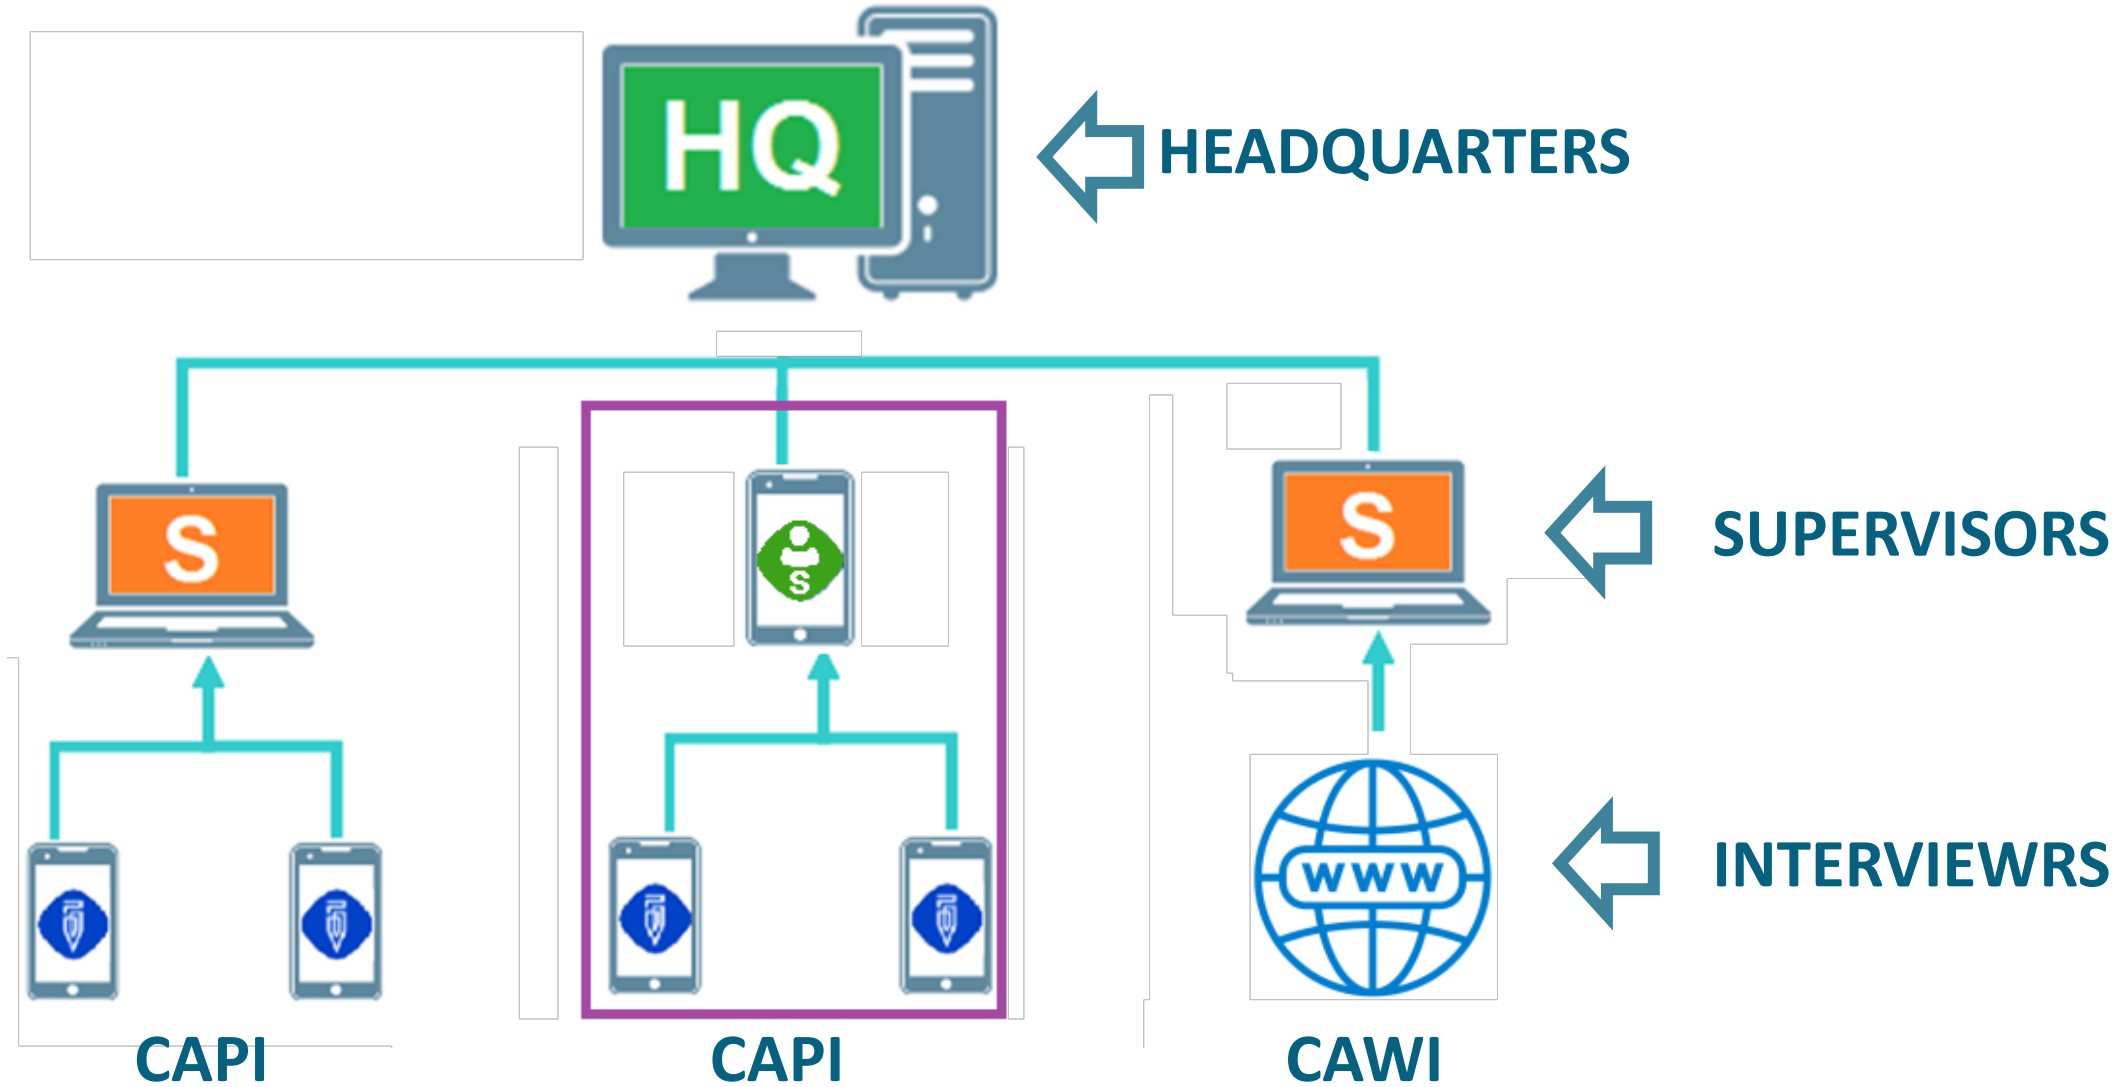 HQ
HEADQUARTERS
S
S
S
SUPERVISORS
WWW
INTERVIEWRS
CAPI
CAPI
CAWI